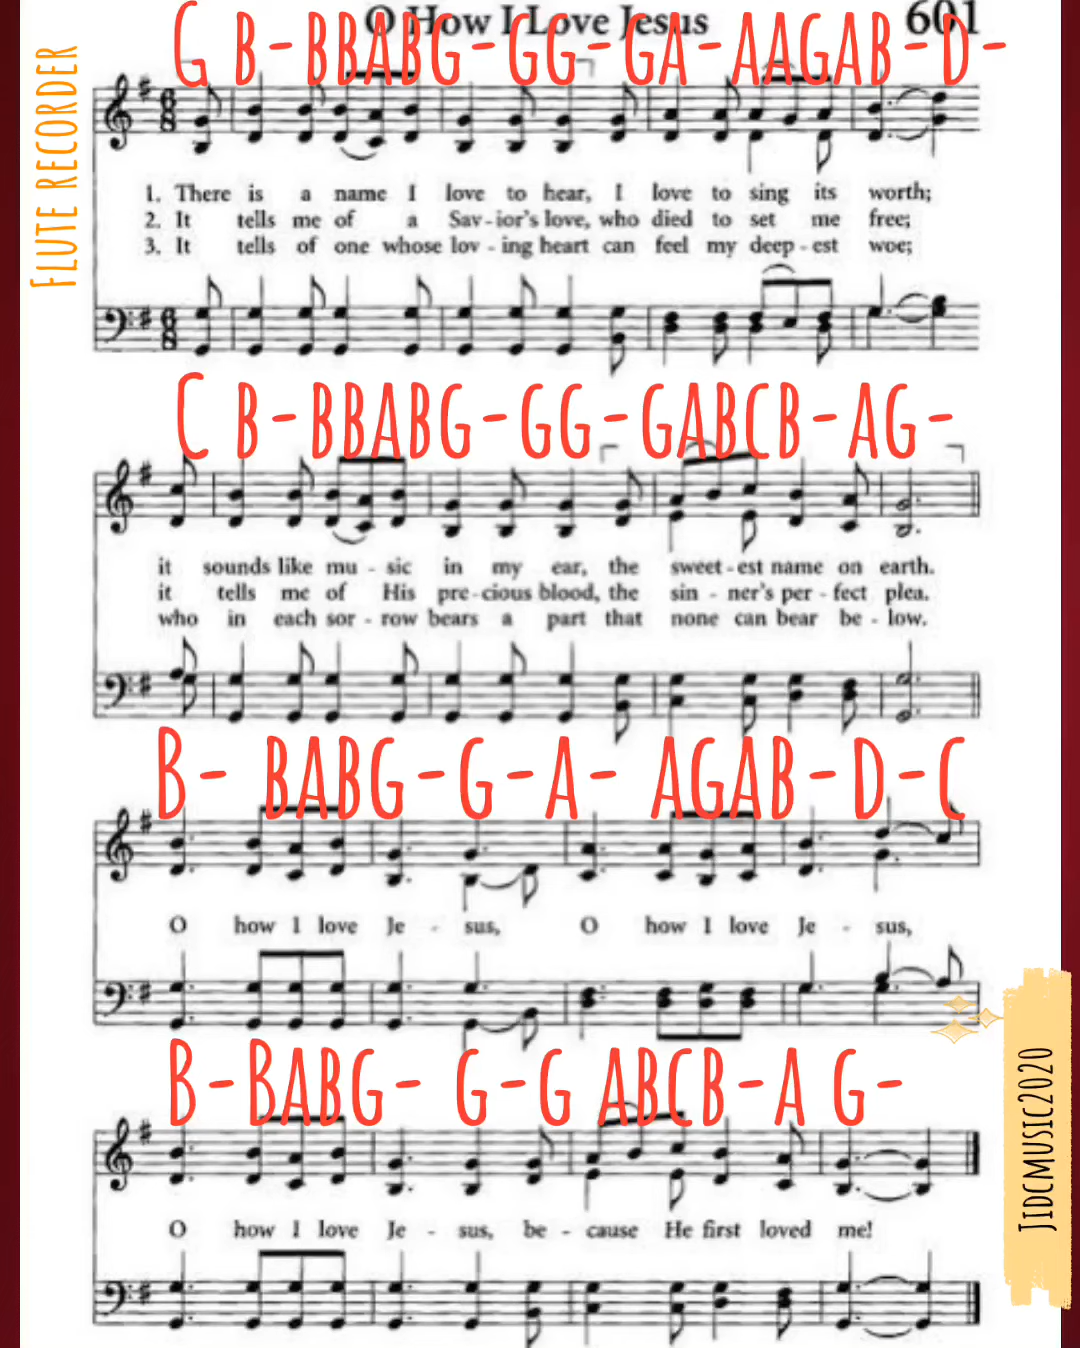 O How I Love Jesus 601
G B-BBABG-GG-GA-AAGAB-D-
FLUTE RECORDER
6 8
1. There is a name I love to hear, I love to sing its worth;
2. It tells me of a Sav-ior's love, who died to set me free;
3. It tells of one whose lov-ing heart can feel my deep-est woe;
6 8
C B-BBABG-GG-GABCB-AG-
it sounds like mu-sic in my ear, the sweet-est name on earth.
it tells me of His pre-cious blood, the sin-ner's per-fect plea.
who in each sor-row bears a part that none can bear be-low.
B- BABG-G-A- AGAB-D-C
O how I love Je-sus, O how I love Je-sus,
B-BABG- G-G ABCB-A G-
O how I love Je-sus, be-cause He first loved me!
JIDCMUSIC2020